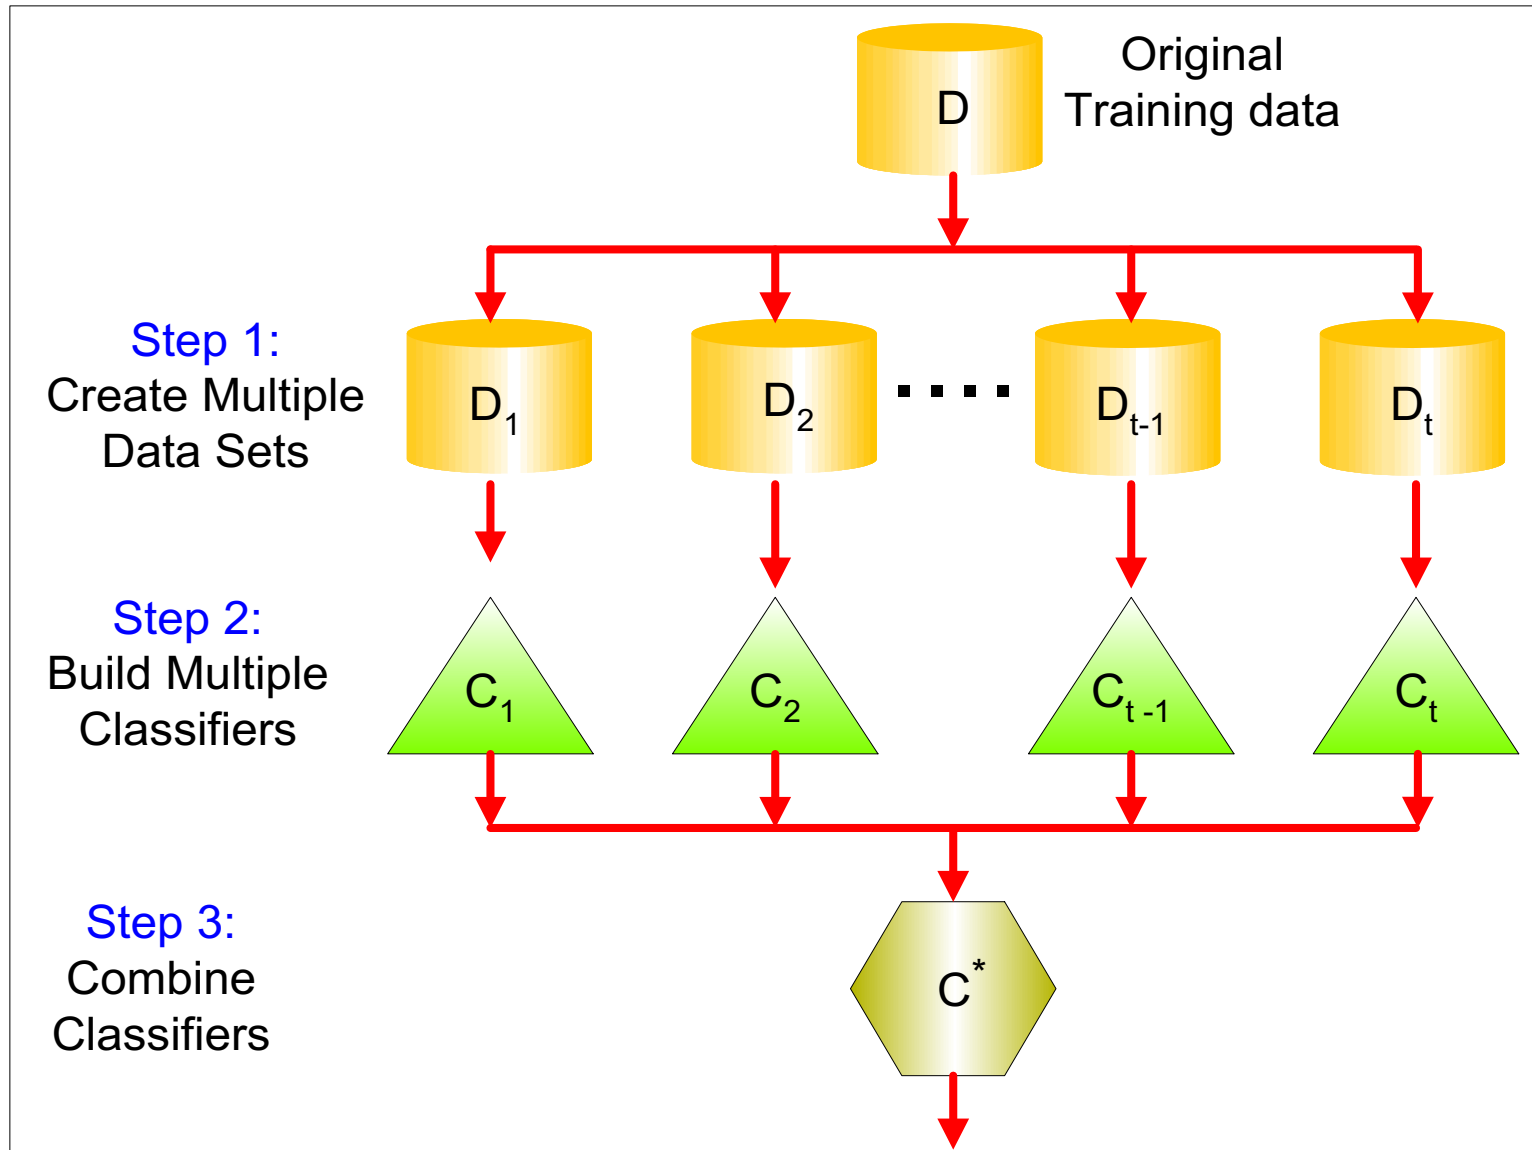 Original
Training data
D
Step 1:
Create Multiple
Data Sets
D1
D2
....
Dt-1
Dt
Step 2:
Build Multiple
Classifiers
C1
C2
Ct -1
Ct
Step 3:
Combine
Classifiers
C*